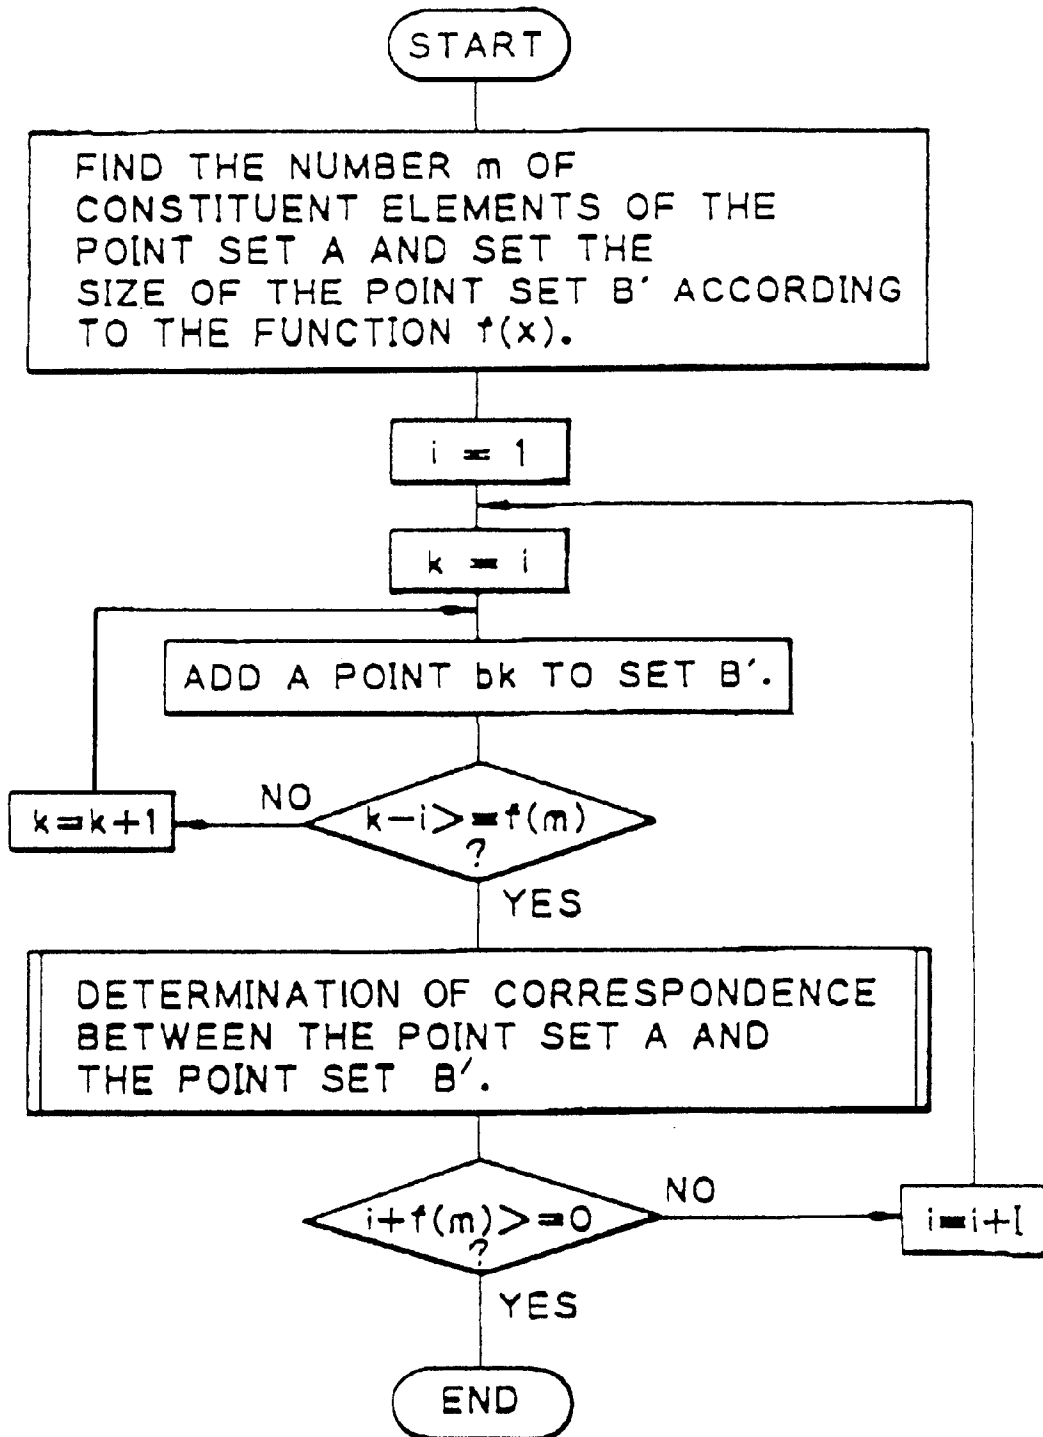 START
FIND THE NUMBER m OF
CONSTITUENT ELEMENTS OF THE
POINT SET A AND SET THE
SIZE OF THE POINT SET B' ACCORDING
TO THE FUNCTION f(x).
i = 1
k = i
ADD A POINT bk TO SET B'.
NO
k=k+1
k-i>=f(m)
?
YES
DETERMINATION OF CORRESPONDENCE
BETWEEN THE POINT SET A AND
THE POINT SET B'.
i+f(m)>=0
?
NO
i=i+I
YES
END